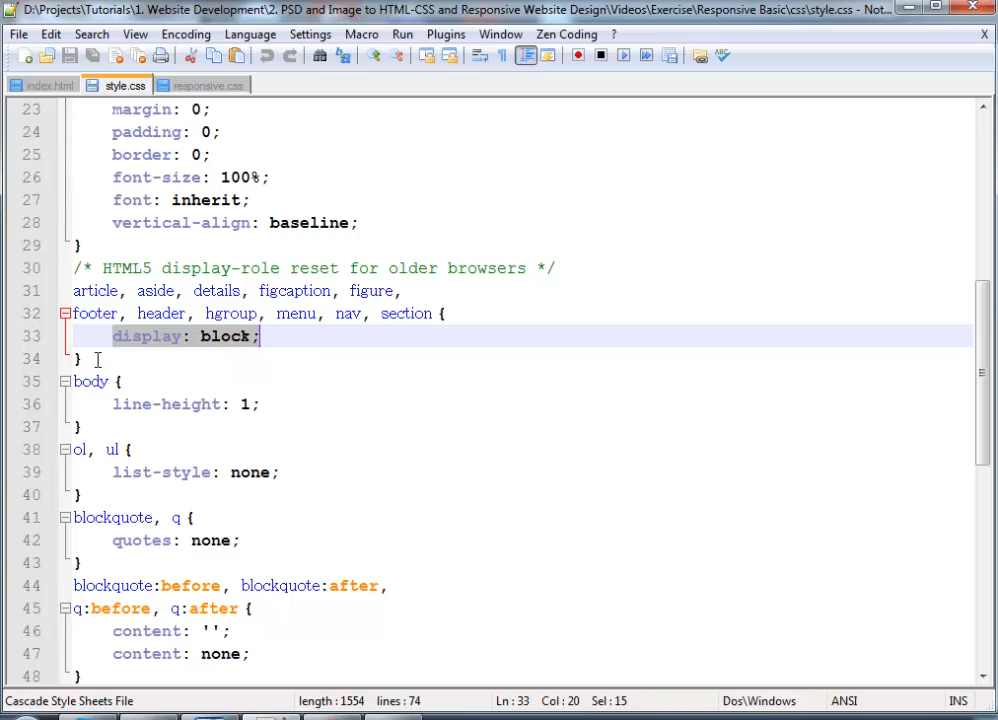 D:\Projects\Tutorials\1. Website Development\2. PSD and Image to HTML-CSS and Responsive Website Design\Videos\Exercise\Responsive Basic\css\style.css - Not...
File Edit Search View Encoding Language Settings Macro Run Plugins Window Zen Coding ? X
index.html style.css responsive.css
23 margin: 0;
24 padding: 0;
25 border: 0;
26 font-size: 100%;
27 font: inherit;
28 vertical-align: baseline;
29 }
30 /* HTML5 display-role reset for older browsers */
31 article, aside, details, figcaption, figure,
32 footer, header, hgroup, menu, nav, section {
33 display: block;
34 }
35 body {
36 line-height: 1;
37 }
38 ol, ul {
39 list-style: none;
40 }
41 blockquote, q {
42 quotes: none;
43 }
44 blockquote:before, blockquote:after,
45 q:before, q:after {
46 content: '';
47 content: none;
48 }
Cascade Style Sheets File length : 1554 lines : 74 Ln : 33 Col : 20 Sel : 15 Dos\Windows ANSI INS